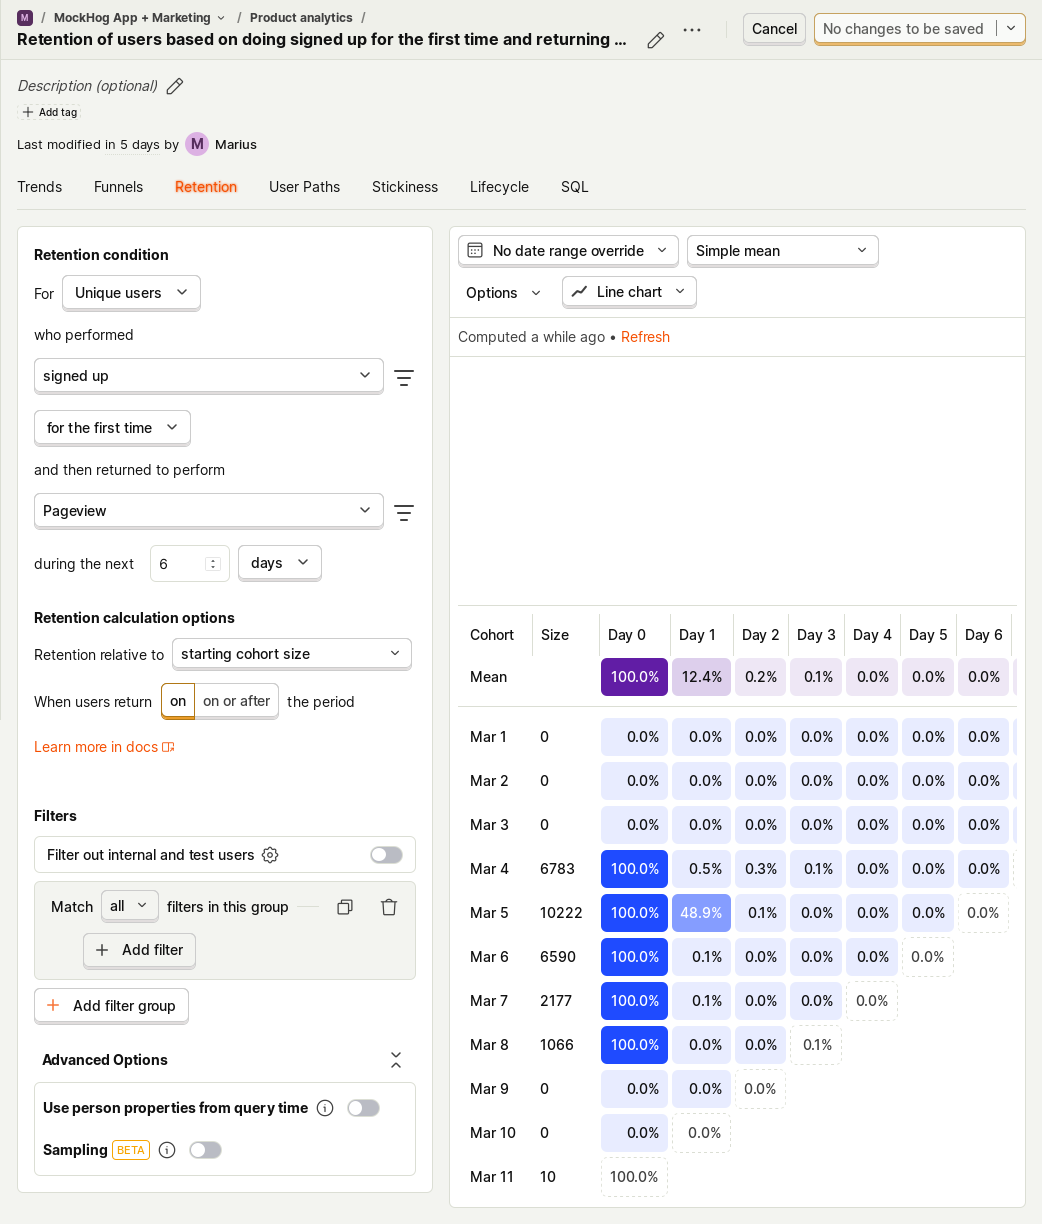 M / MockHog App + Marketing / Product analytics /
Retention of users based on doing signed up for the first time and returning ...
Cancel
No changes to be saved
Description (optional)
Add tag
Last modified in 5 days by M Marius
Trends Funnels Retention User Paths Stickiness Lifecycle SQL
Retention condition
For Unique users
who performed
signed up
for the first time
and then returned to perform
Pageview
during the next 6 days
Retention calculation options
Retention relative to starting cohort size
When users return on on or after the period
Learn more in docs
Filters
Filter out internal and test users
Match all filters in this group
Add filter
Add filter group
Advanced Options
Use person properties from query time
Sampling BETA
No date range override Simple mean
Options Line chart
Computed a while ago • Refresh
Cohort Size Day 0 Day 1 Day 2 Day 3 Day 4 Day 5 Day 6
Mean 100.0% 12.4% 0.2% 0.1% 0.0% 0.0% 0.0%
Mar 1 0 0.0% 0.0% 0.0% 0.0% 0.0% 0.0% 0.0%
Mar 2 0 0.0% 0.0% 0.0% 0.0% 0.0% 0.0% 0.0%
Mar 3 0 0.0% 0.0% 0.0% 0.0% 0.0% 0.0% 0.0%
Mar 4 6783 100.0% 0.5% 0.3% 0.1% 0.0% 0.0% 0.0%
Mar 5 10222 100.0% 48.9% 0.1% 0.0% 0.0% 0.0% 0.0%
Mar 6 6590 100.0% 0.1% 0.0% 0.0% 0.0% 0.0%
Mar 7 2177 100.0% 0.1% 0.0% 0.0% 0.0%
Mar 8 1066 100.0% 0.0% 0.0% 0.1%
Mar 9 0 0.0% 0.0% 0.0%
Mar 10 0 0.0% 0.0%
Mar 11 10 100.0%